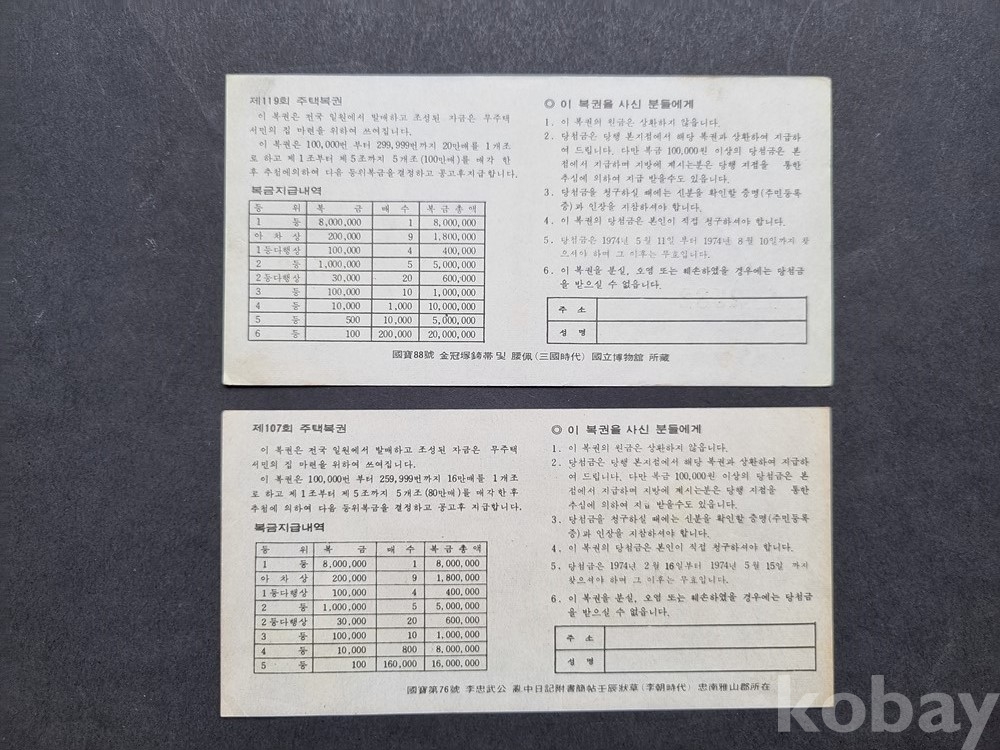 제119회 주택복권
이 복권은 전국 일원에서 발매하고 조성된 자금은 무주택
서민의 집 마련을 위하여 쓰여집니다.
이 복권은 100,000번 부터 299,999번까지 20만매를 1개조
로 하고 제1조부터 제5조까지 5개조(100만매)를 매각 한
후 추첨에의하여 다음 등위복금을결정하고 공고후지급합니다.
복금지급내역
등 위 복 금 매 수 복금총액
1 등 8,000,000 1 8,000,000
아 차 상 200,000 9 1,800,000
1등다행상 100,000 4 400,000
2 등 1,000,000 5 5,000,000
2등다행상 30,000 20 600,000
3 등 100,000 10 1,000,000
4 등 10,000 1,000 10,000,000
5 등 500 10,000 5,000,000
6 등 100 200,000 20,000,000
◎ 이 복권을 사신 분들에게
1. 이 복권의 원금은 상환하지 않읍니다.
2. 당첨금은 당행 본지점에서 해당 복권과 상환하여 지급하
여 드립니다. 다만 복금 100,000원 이상의 당첨금은 본
점에서 지급하며 지방에 제시는분은 당행 지점을 통한
추심에 의하여 지급 받을수도 있읍니다.
3. 당첨금을 청구하실 때에는 신분을 확인할 증명(주민등록
증)과 인장을 지참하셔야 합니다.
4. 이 복권의 당첨금은 본인이 직접 청구하셔야 합니다.
5. 당첨금은 1974년 5월 11일 부터 1974년 8월 10일까지 찾
으셔야 하며 그 이후는 무효입니다.
6. 이 복권을 분실, 오염 또는 훼손하였을 경우에는 당첨금
을 받으실 수 없읍니다.
주 소
성 명
國寶88號 金冠塚銙帶 및 腰佩(三國時代) 國立博物館 所藏
제107회 주택복권
이 복권은 전국 일원에서 발매하고 조성된 자금은 무주택
서민의 집 마련을 위하여 쓰여집니다.
이 복권은 100,000번 부터 259,999번까지 16만매를 1개조
로 하고 제1조부터 제5조까지 5개조(80만매)를 매각한후
추첨에 의하여 다음 등위복금을 결정하고 공고후 지급합니다.
복금지급내역
등 위 복 금 매 수 복금총액
1 등 8,000,000 1 8,000,000
아 차 상 200,000 9 1,800,000
1등다행상 100,000 4 400,000
2 등 1,000,000 5 5,000,000
2등다행상 30,000 20 600,000
3 등 100,000 10 1,000,000
4 등 10,000 800 8,000,000
5 등 100 160,000 16,000,000
◎ 이 복권을 사신 분들에게
1. 이 복권의 원금은 상환하지 않읍니다.
2. 당첨금은 당행 본지점에서 해당 복권과 상환하여 지급하
여 드립니다. 다만 복금 100,000원 이상의 당첨금은 본
점에서 지급하며 지방에 제시는분은 당행 지점을 통한
추심에 의하여 지급 받을수도 있읍니다.
3. 당첨금을 청구하실 때에는 신분을 확인할 증명(주민등록
증)과 인장을 지참하셔야 합니다.
4. 이 복권의 당첨금은 본인이 직접 청구하셔야 합니다.
5. 당첨금은 1974년 2월 16일부터 1974년 5월 15일 까지
찾으셔야 하며 그 이후는 무효입니다.
6. 이 복권을 분실, 오염 또는 훼손하였을 경우에는 당첨금
을 받으실 수 없읍니다.
주 소
성 명
國寶第76號 李忠武公 亂中日記附書簡帖壬辰狀草(李朝時代) 忠南雅山郡所在
kobay